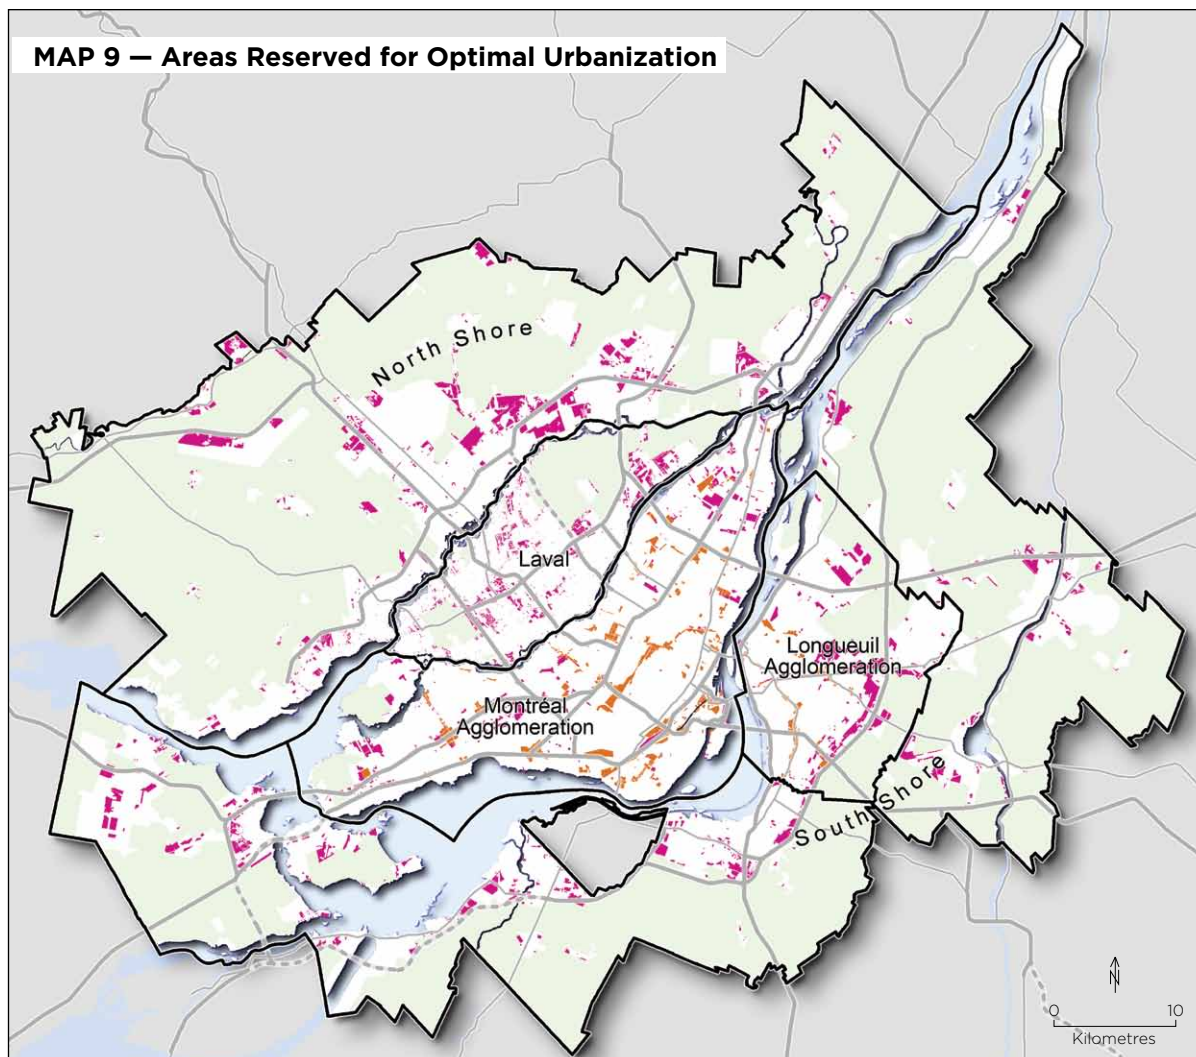 MAP 9 — Areas Reserved for Optimal Urbanization
North Shore
Laval
Longueuil
Agglomeration
Montréal
Agglomeration
South Shore
N
0 10
Kilometres